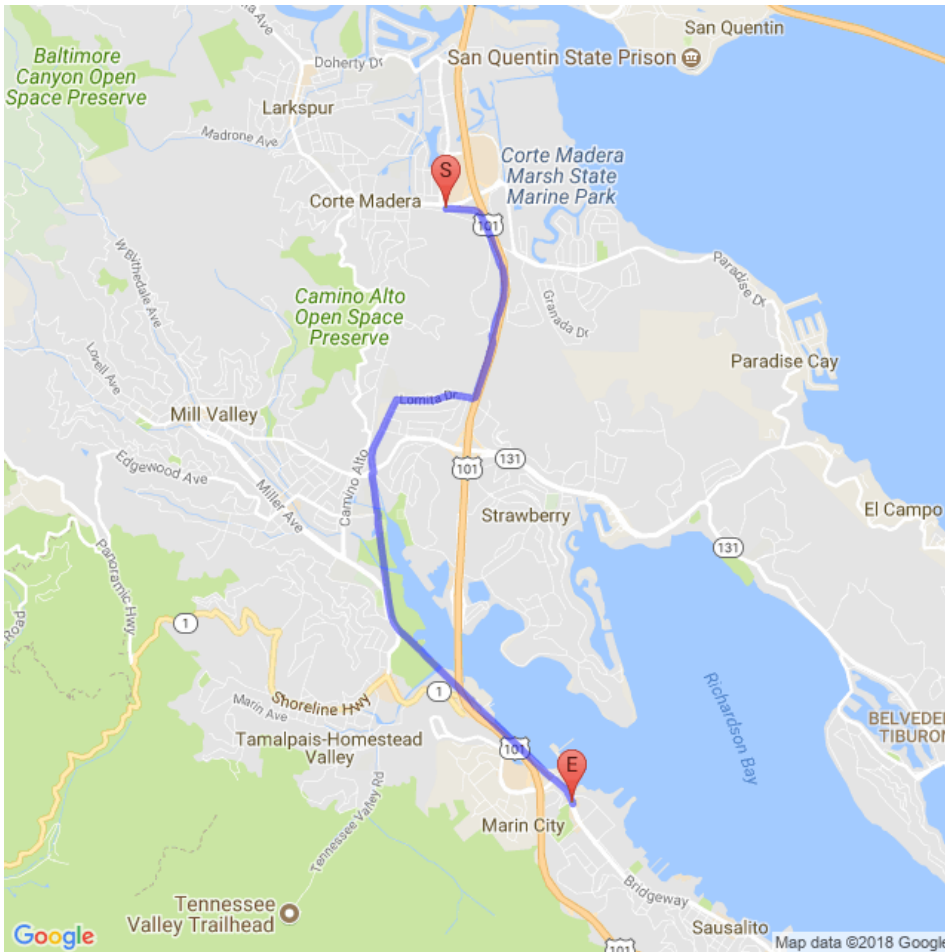 San Quentin
San Quentin State Prison
Baltimore
Canyon Open
Space Preserve
Doherty Dr
Larkspur
Madrone Ave
Corte Madera
Marsh State
Marine Park
S
Corte Madera
101
W Blithedale Ave
Paradise Dr
Camino Alto
Open Space
Preserve
Granada Dr
Lovell Ave
Paradise Cay
Lomita Dr
Mill Valley
Camino Alto
Edgewood Ave
131
101
Miller Ave
Strawberry
El Campo
131
Panoramic Hwy
Road
1
Shoreline Hwy
1
Richardson Bay
Marin Ave
BELVEDER
TIBURON
Tamalpais-Homestead
Valley
101
E
Tennessee Valley Rd
Marin City
Bridgeway
Tennessee
Valley Trailhead
Sausalito
Google
101
Map data ©2018 Google